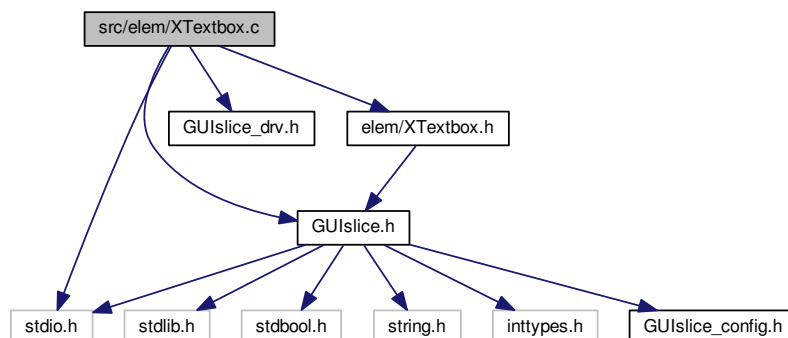 src/elem/XTextbox.c
GUIslice_drv.h
elem/XTextbox.h
GUIslice.h
stdio.h
stdlib.h
stdbool.h
string.h
inttypes.h
GUIslice_config.h